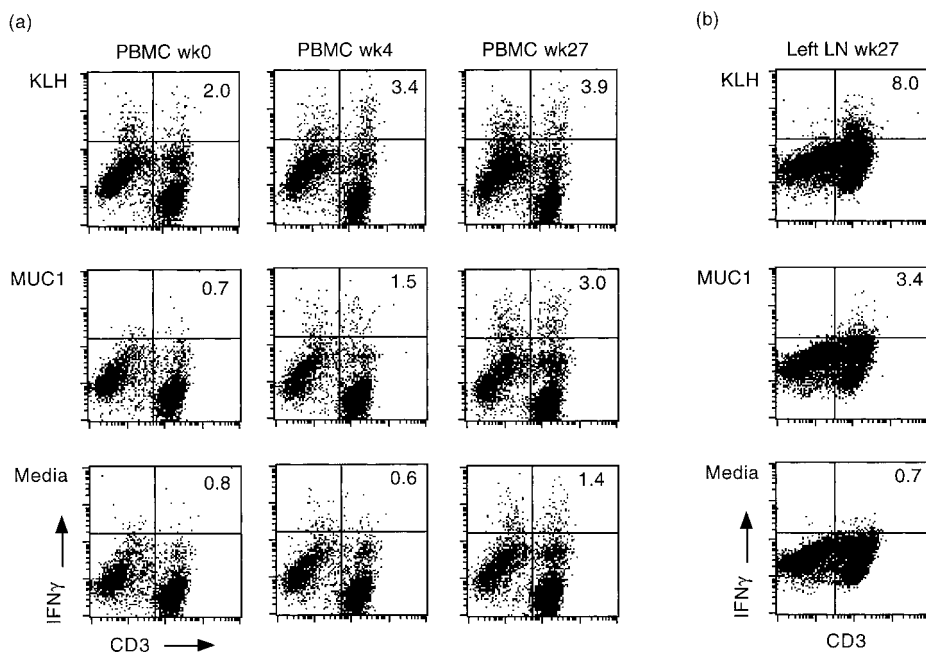 (a)
(b)
PBMC wk0
PBMC wk4
PBMC wk27
Left LN wk27
KLH
2.0
3.4
3.9
KLH
8.0
MUC1
0.7
1.5
3.0
MUC1
3.4
Media
0.8
0.6
1.4
Media
0.7
IFNγ
CD3
IFNγ
CD3